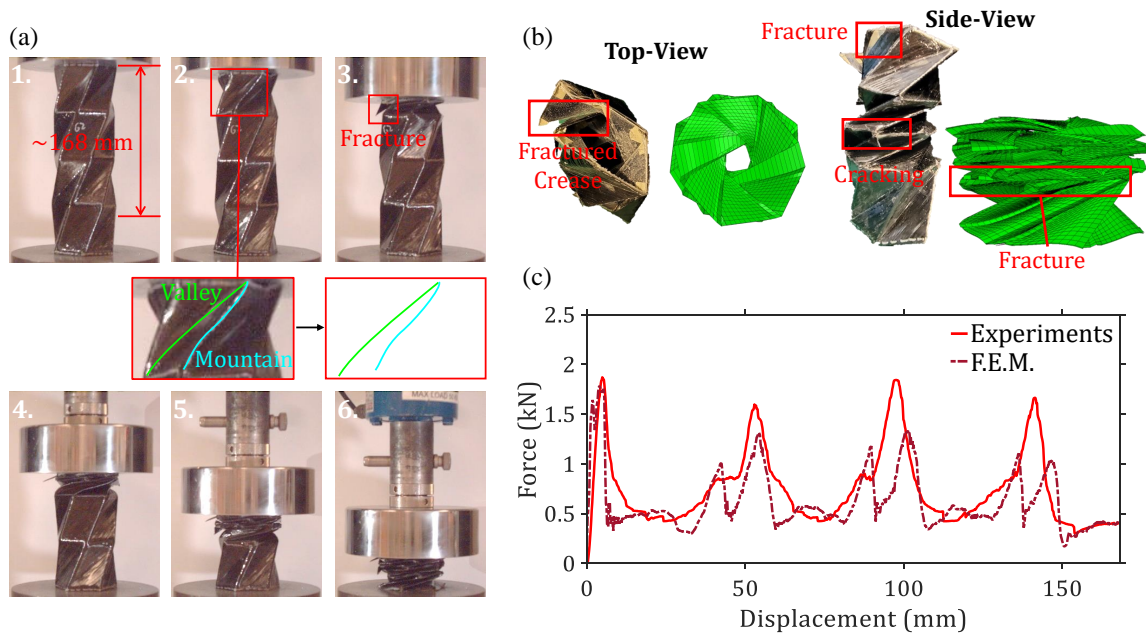 (a)
1.
2.
3.
~168 mm
G
G
Fracture
Valley
Mountain
4.
5.
6.
MAX LOAD
(b)
Top-View
Side-View
Fracture
Fractured
Crease
Cracking
Fracture
(c)
2.5
2
1.5
1
0.5
0
0
50
100
150
Force (kN)
Displacement (mm)
Experiments
F.E.M.